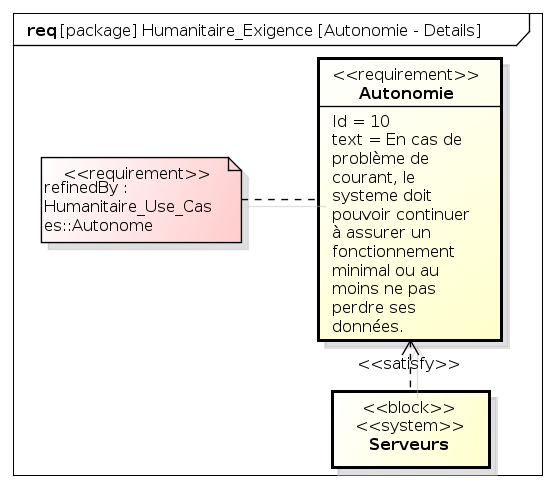 req [package] Humanitaire_Exigence [Autonomie - Details]
<<requirement>>
Autonomie
Id = 10
text = En cas de
problème de
courant, le
systeme doit
pouvoir continuer
à assurer un
fonctionnement
minimal ou au
moins ne pas
perdre ses
données.
<<requirement>>
refinedBy :
Humanitaire_Use_Cas
es::Autonome
<<satisfy>>
<<block>>
<<system>>
Serveurs